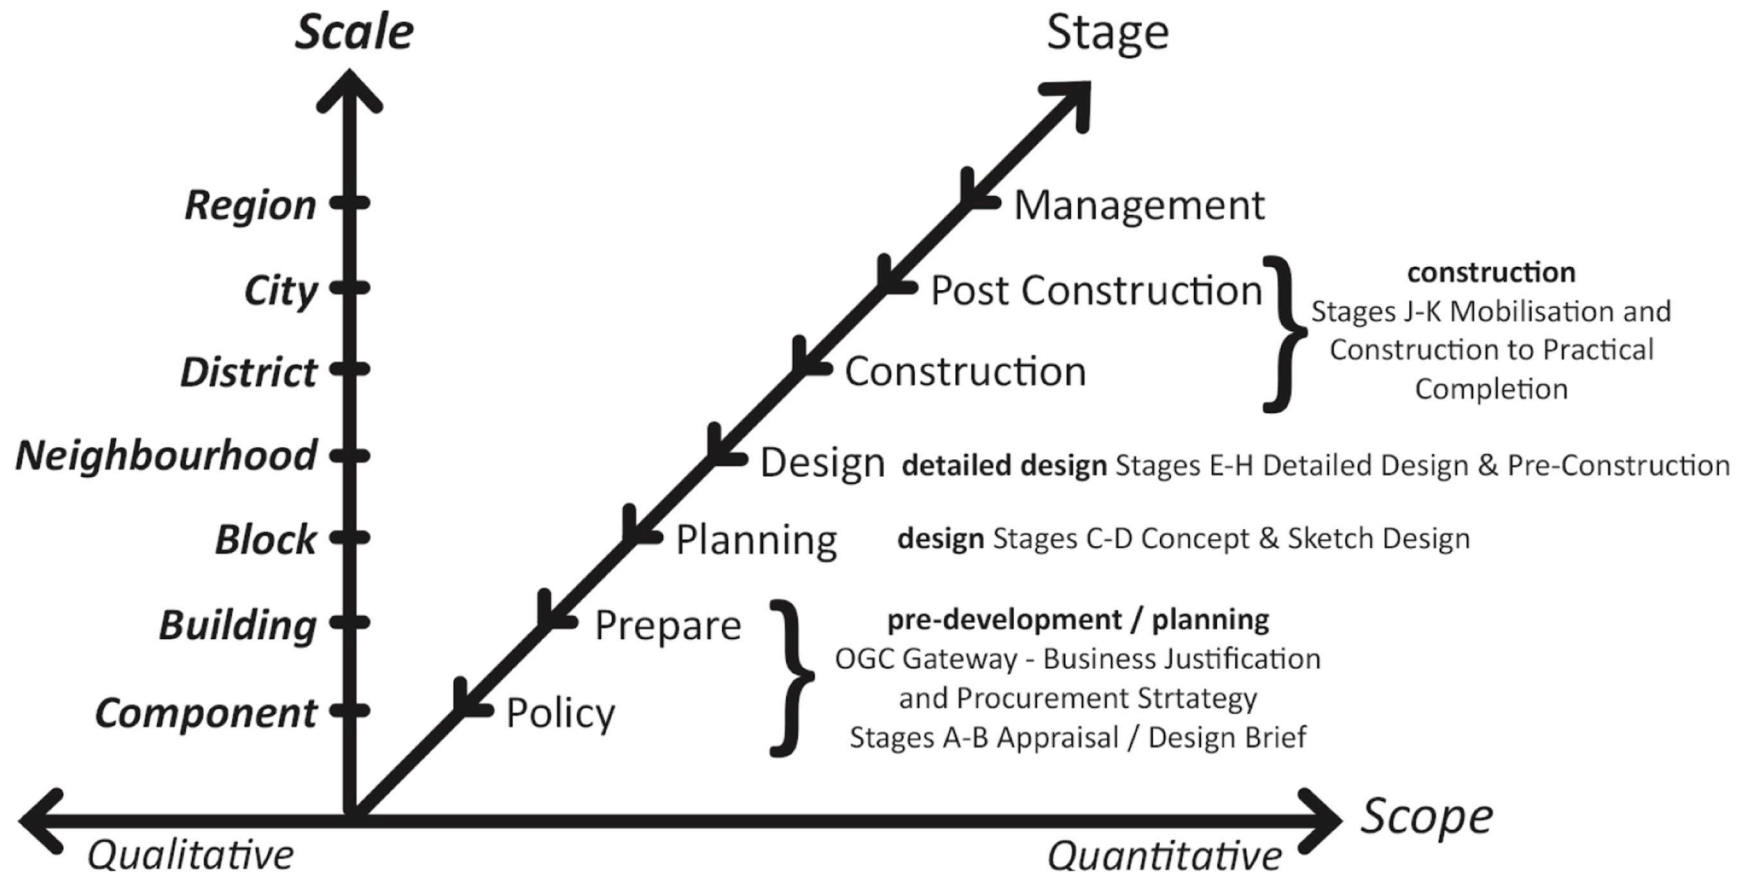 Scale
Stage
Region
City
District
Neighbourhood
Block
Building
Component
Management
Post Construction
Construction
Design
Planning
Prepare
Policy
construction
Stages J-K Mobilisation and
Construction to Practical
Completion
detailed design Stages E-H Detailed Design & Pre-Construction
design Stages C-D Concept & Sketch Design
pre-development / planning
OGC Gateway - Business Justification
and Procurement Strtategy
Stages A-B Appraisal / Design Brief
Scope
Qualitative
Quantitative